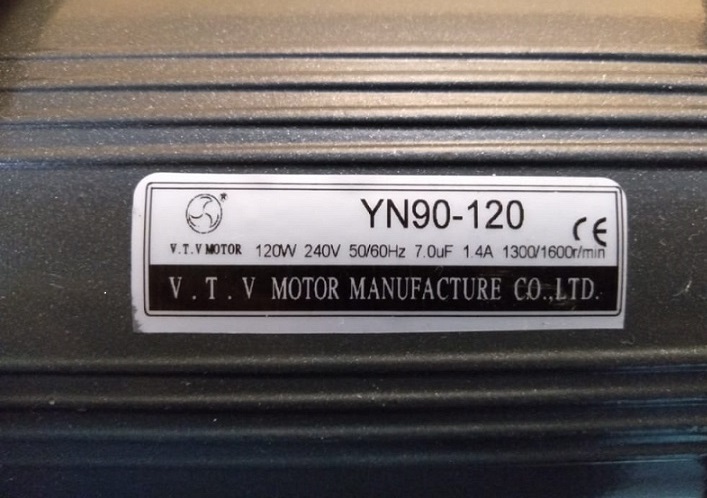 YN90-120
CE
V.T.V MOTOR 120W 240V 50/60Hz 7.0uF 1.4A 1300/1600r/min
V.T.V MOTOR MANUFACTURE CO.,LTD.